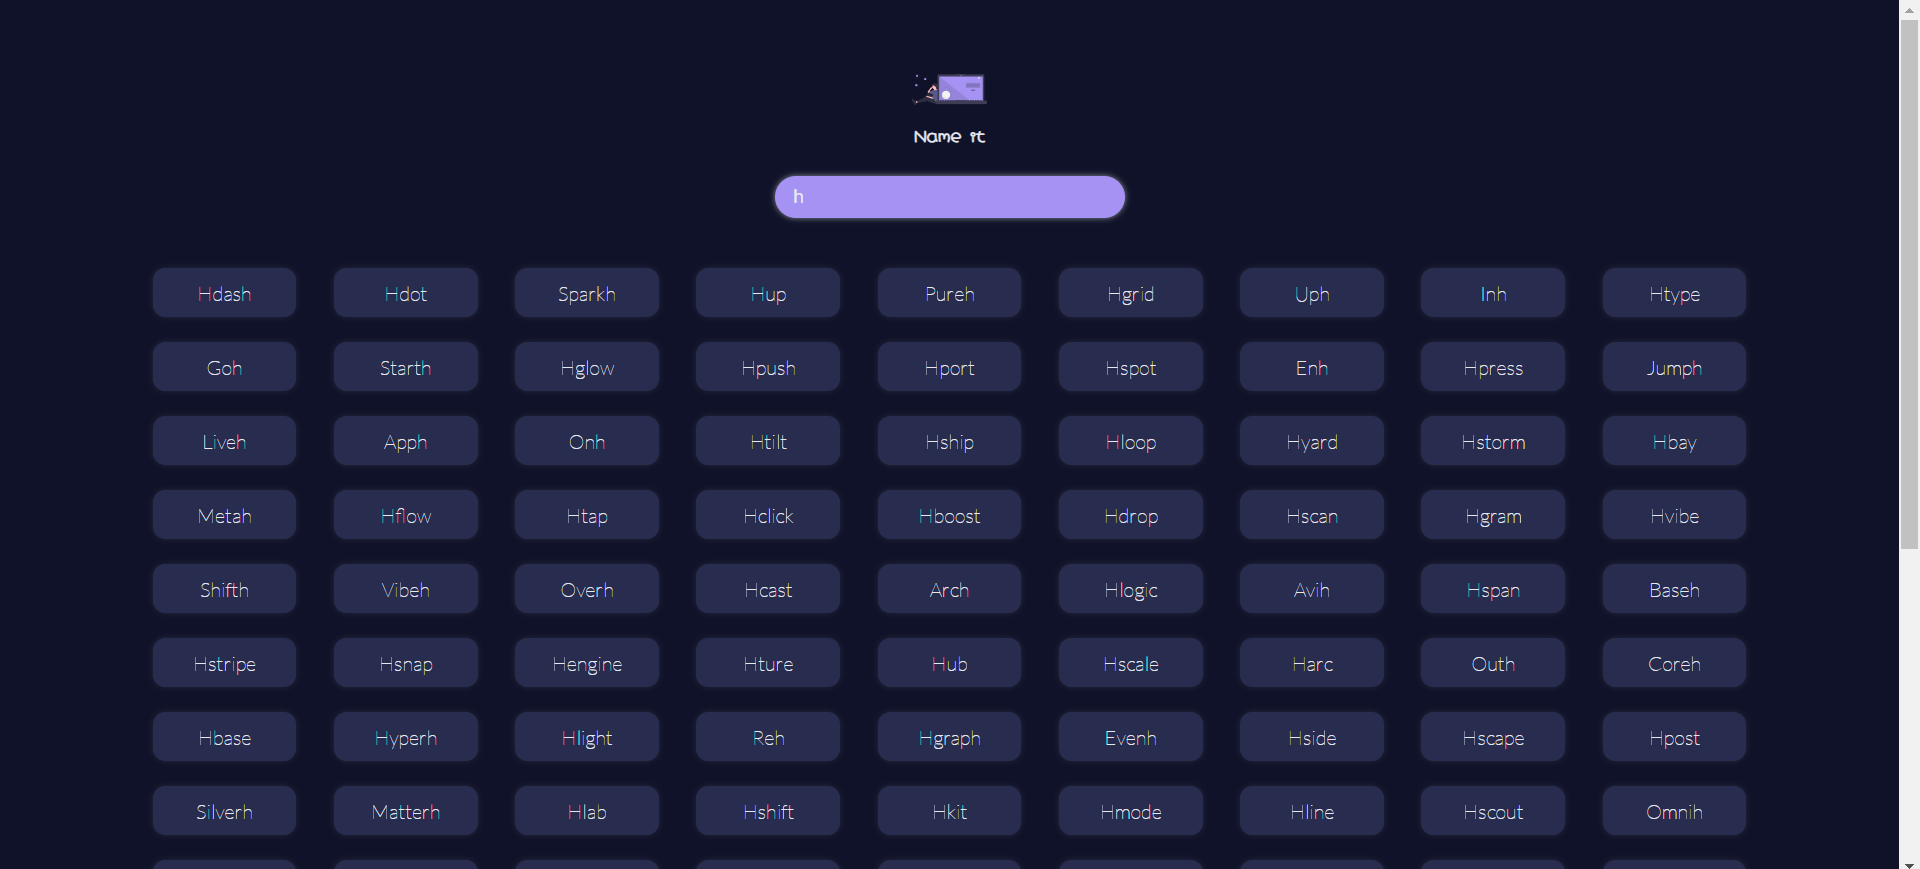 Name it
h
Hdash Hdot Sparkh Hup Pureh Hgrid Uph Inh Htype
Goh Starth Hglow Hpush Hport Hspot Enh Hpress Jumph
Liveh Apph Onh Htilt Hship Hloop Hyard Hstorm Hbay
Metah Hflow Htap Hclick Hboost Hdrop Hscan Hgram Hvibe
Shifth Vibeh Overh Hcast Arch Hlogic Avih Hspan Baseh
Hstripe Hsnap Hengine Hture Hub Hscale Harc Outh Coreh
Hbase Hyperh Hlight Reh Hgraph Evenh Hside Hscape Hpost
Silverh Matterh Hlab Hshift Hkit Hmode Hline Hscout Omnih